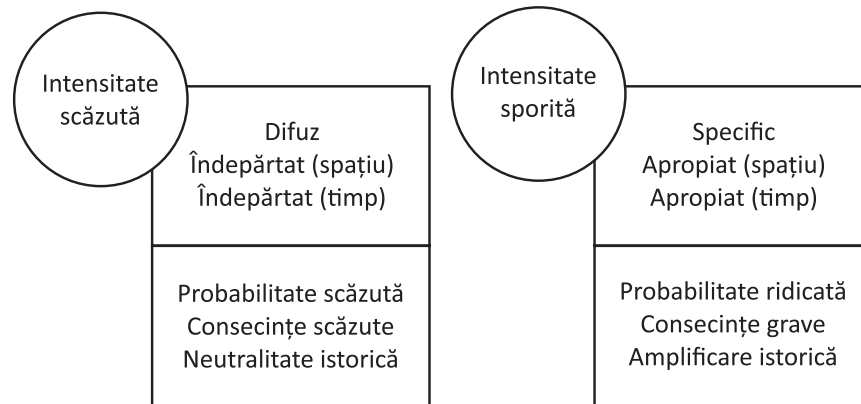 Intensitate
scăzută
Difuz
Îndepărtat (spațiu)
Îndepărtat (timp)
Probabilitate scăzută
Consecințe scăzute
Neutralitate istorică
Intensitate
sporită
Specific
Apropiat (spațiu)
Apropiat (timp)
Probabilitate ridicată
Consecințe grave
Amplificare istorică